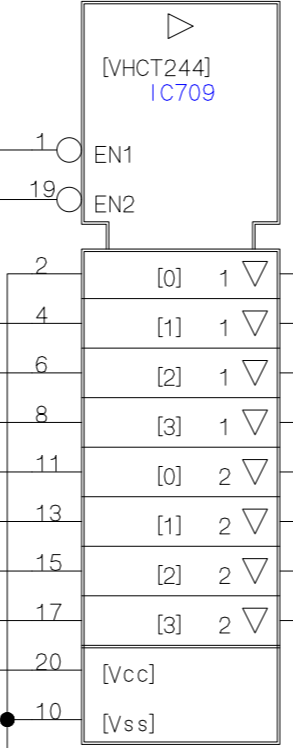 [VHCT244]
IC709
1 EN1
19 EN2
2 [0] 1
4 [1] 1
6 [2] 1
8 [3] 1
11 [0] 2
13 [1] 2
15 [2] 2
17 [3] 2
20 [Vcc]
10 [Vss]